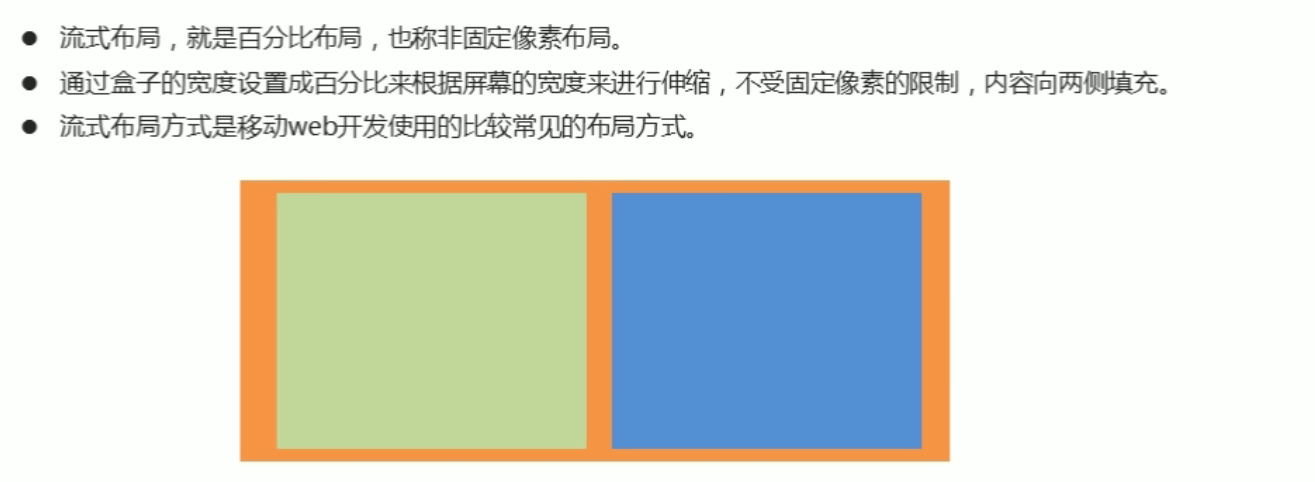 ● 流式布局，就是百分比布局，也称非固定像素布局。
● 通过盒子的宽度设置成百分比来根据屏幕的宽度来进行伸缩，不受固定像素的限制，内容向两侧填充。
● 流式布局方式是移动web开发使用的比较常见的布局方式。